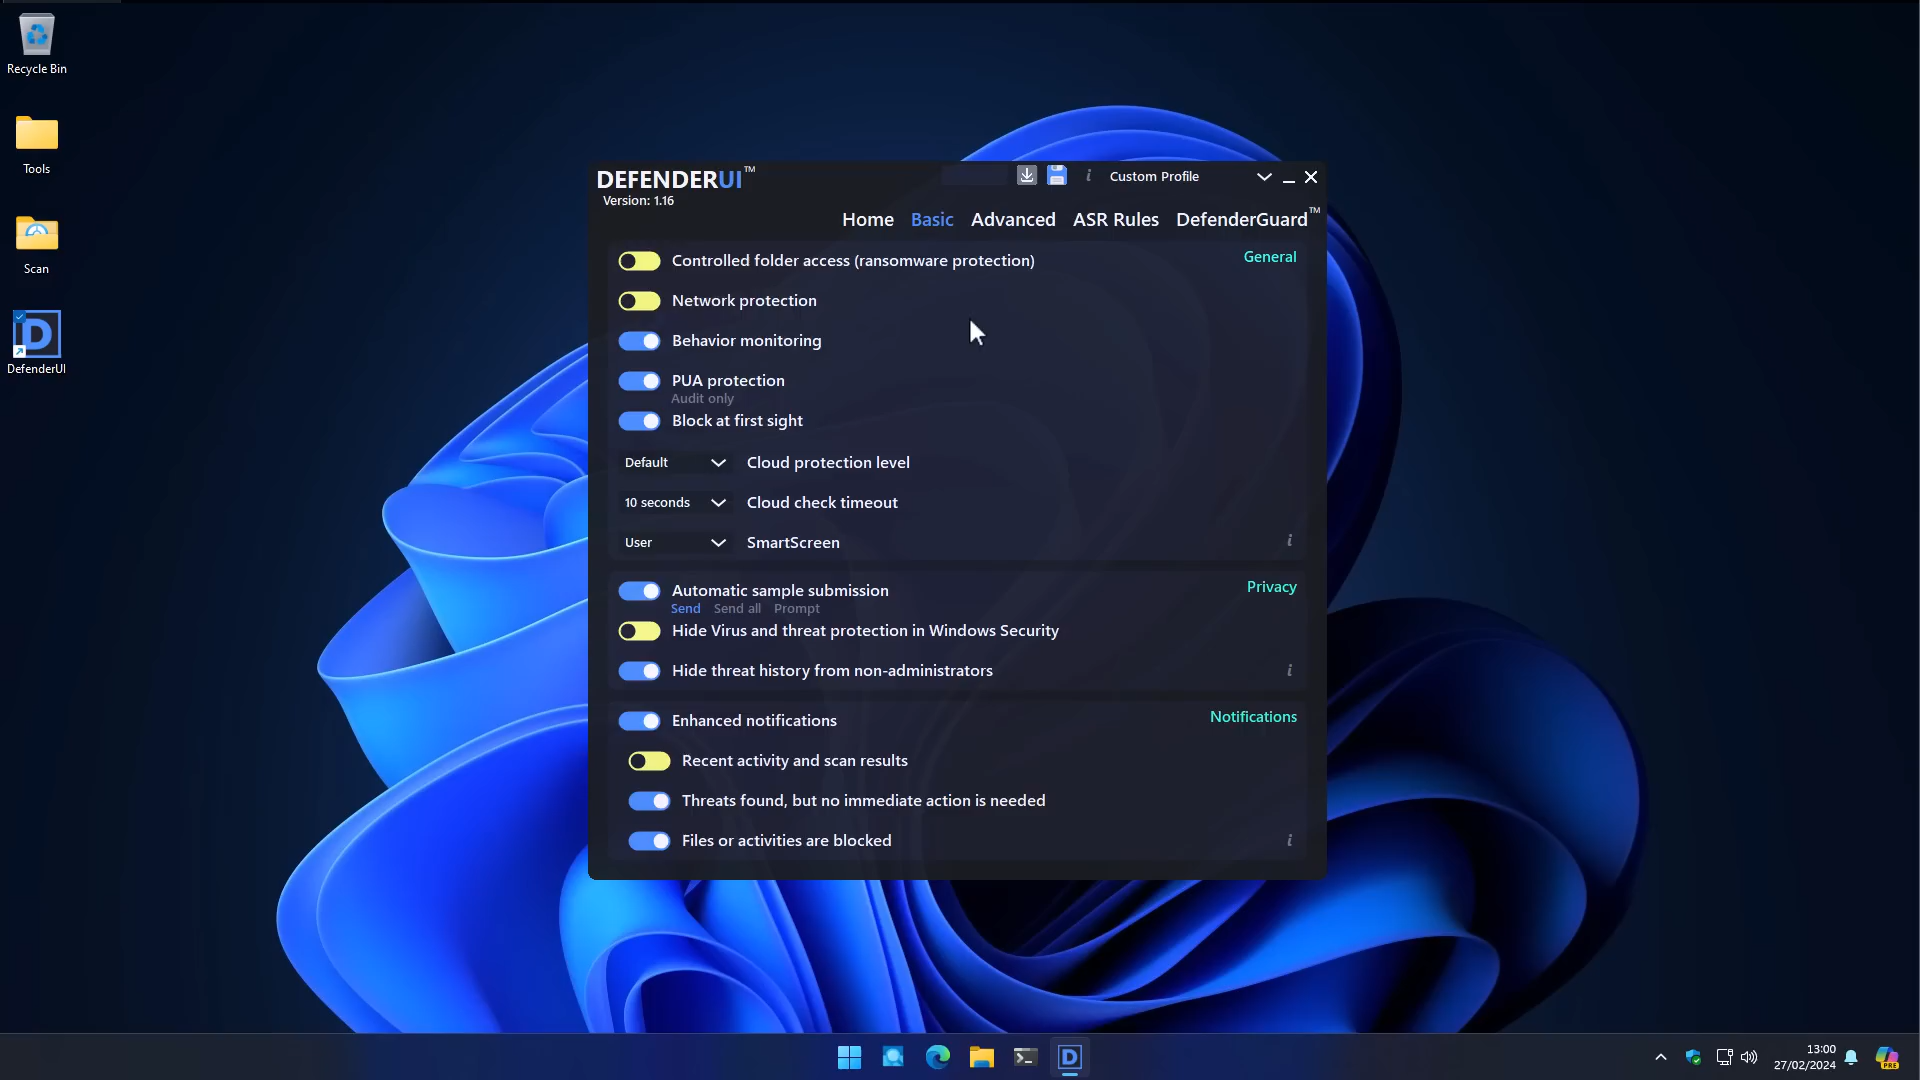 Recycle Bin
Tools
Scan
D
DefenderUI
DEFENDERUI™
Version: 1.16
i Custom Profile
Home Basic Advanced ASR Rules DefenderGuard™
Controlled folder access (ransomware protection) General
Network protection
Behavior monitoring
PUA protection
Audit only
Block at first sight
Default Cloud protection level
10 seconds Cloud check timeout
User SmartScreen i
Automatic sample submission Privacy
Send Send all Prompt
Hide Virus and threat protection in Windows Security
Hide threat history from non-administrators i
Enhanced notifications Notifications
Recent activity and scan results
Threats found, but no immediate action is needed
Files or activities are blocked i
D
13:00
27/02/2024
PRE